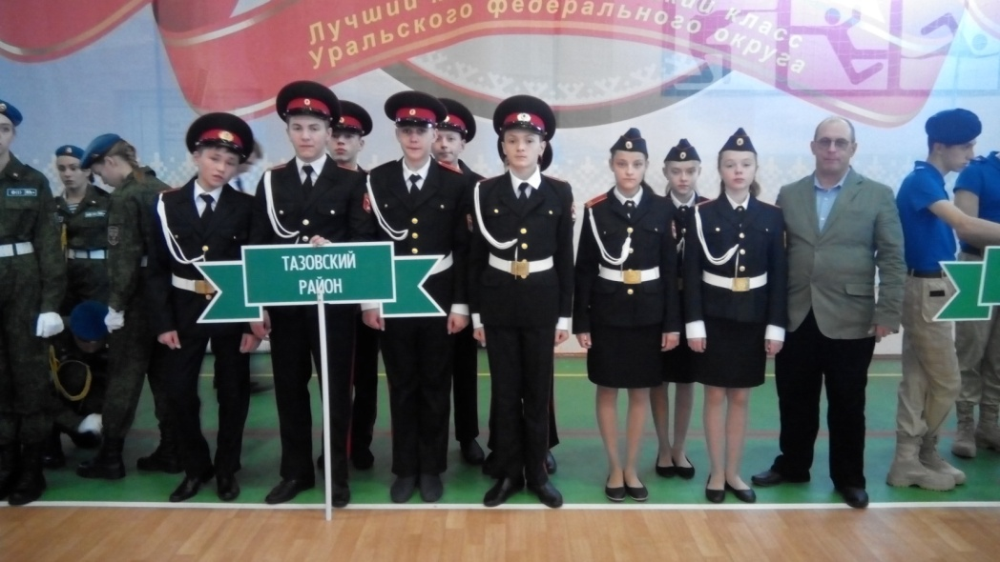 Лучший класс
Уральского федерального округа
ТАЗОВСКИЙ
РАЙОН